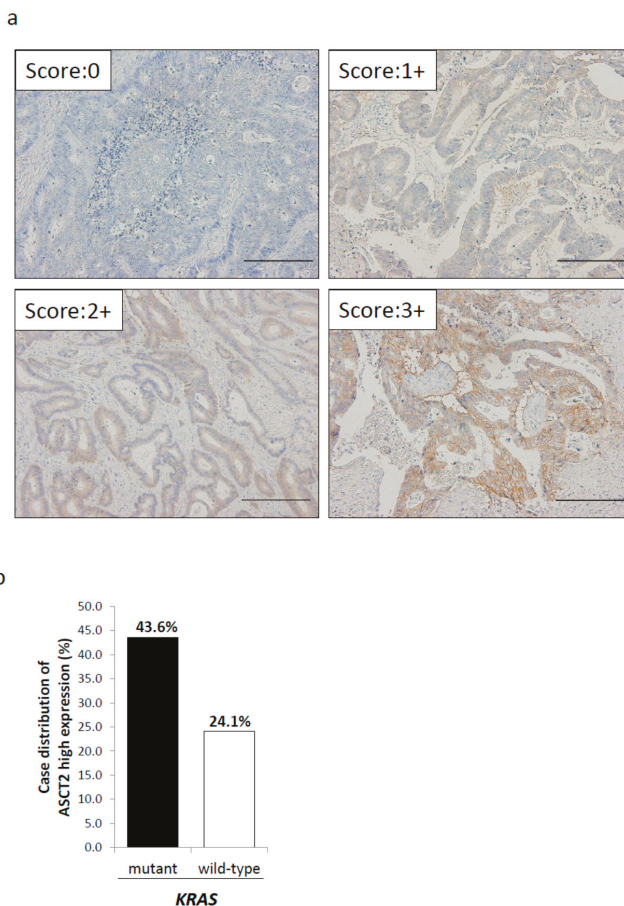 a
Score:0
Score:1+
Score:2+
Score:3+
b
50.0
45.0
40.0
35.0
30.0
25.0
20.0
15.0
10.0
5.0
0.0
Case distribution of
ASCT2 high expression (%)
43.6%
24.1%
mutant
wild-type
KRAS